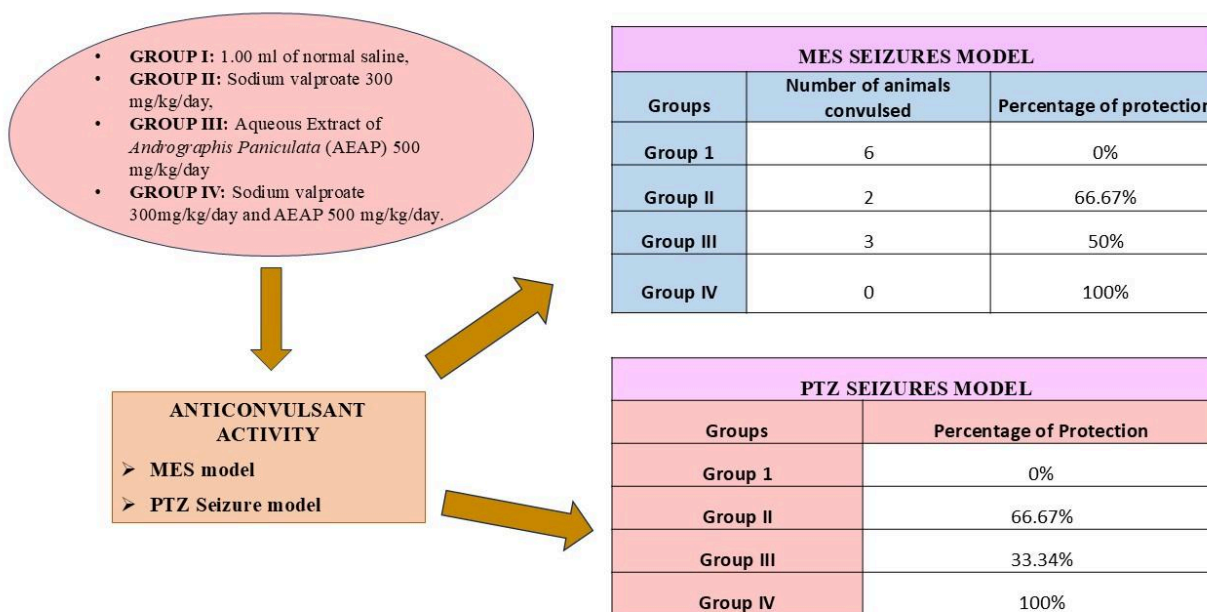 • GROUP I: 1.00 ml of normal saline,
• GROUP II: Sodium valproate 300
mg/kg/day,
• GROUP III: Aqueous Extract of
Andrographis Paniculata (AEAP) 500
mg/kg/day
• GROUP IV: Sodium valproate
300mg/kg/day and AEAP 500 mg/kg/day.
ANTICONVULSANT
ACTIVITY
➢ MES model
➢ PTZ Seizure model
MES SEIZURES MODEL
Groups Number of animals convulsed Percentage of protection
Group 1 6 0%
Group II 2 66.67%
Group III 3 50%
Group IV 0 100%
PTZ SEIZURES MODEL
Groups Percentage of Protection
Group 1 0%
Group II 66.67%
Group III 33.34%
Group IV 100%